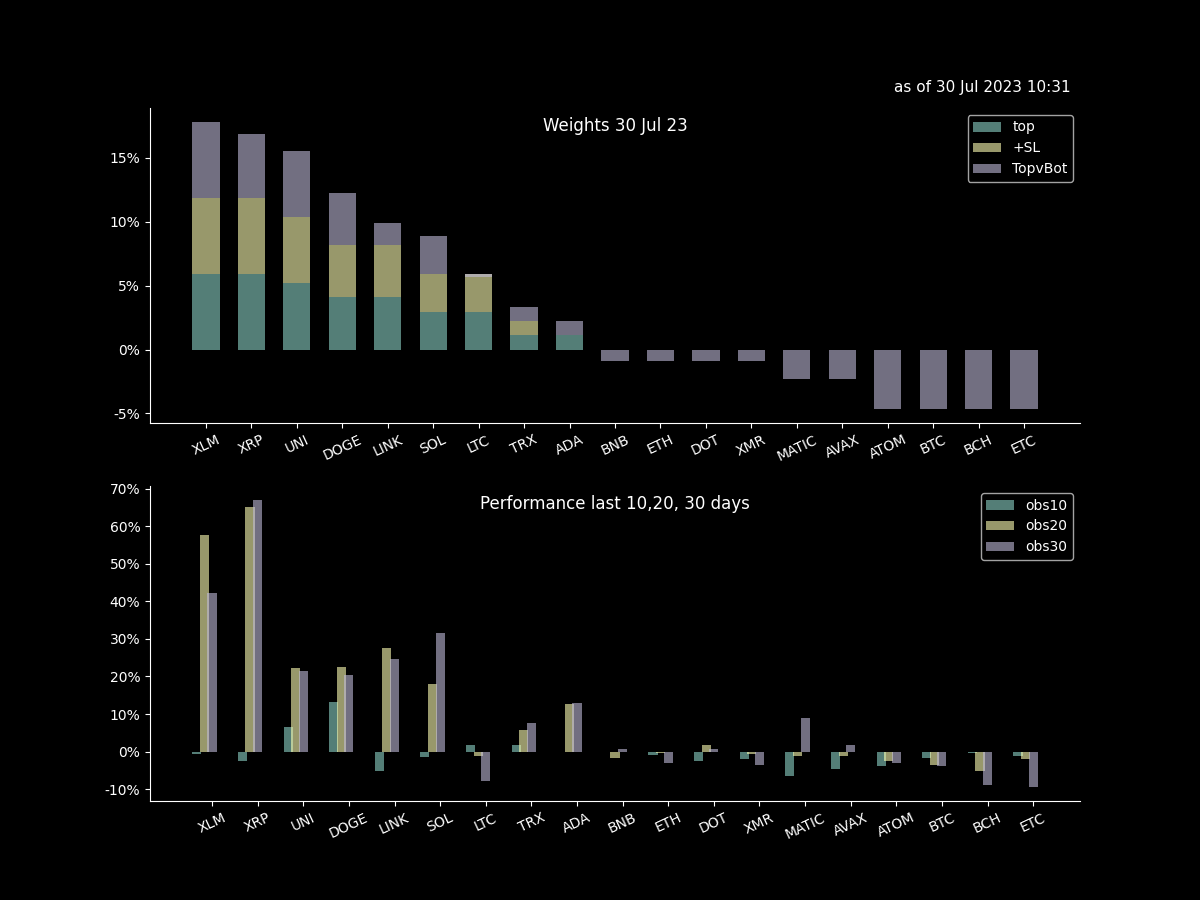 as of 30 Jul 2023 10:31
Weights 30 Jul 23
top
+SL
TopvBot
15%
10%
5%
0%
-5%
XLM XRP UNI DOGE LINK SOL LTC TRX ADA BNB ETH DOT XMR MATIC AVAX ATOM BTC BCH ETC
Performance last 10,20, 30 days
obs10
obs20
obs30
70%
60%
50%
40%
30%
20%
10%
0%
-10%
XLM XRP UNI DOGE LINK SOL LTC TRX ADA BNB ETH DOT XMR MATIC AVAX ATOM BTC BCH ETC